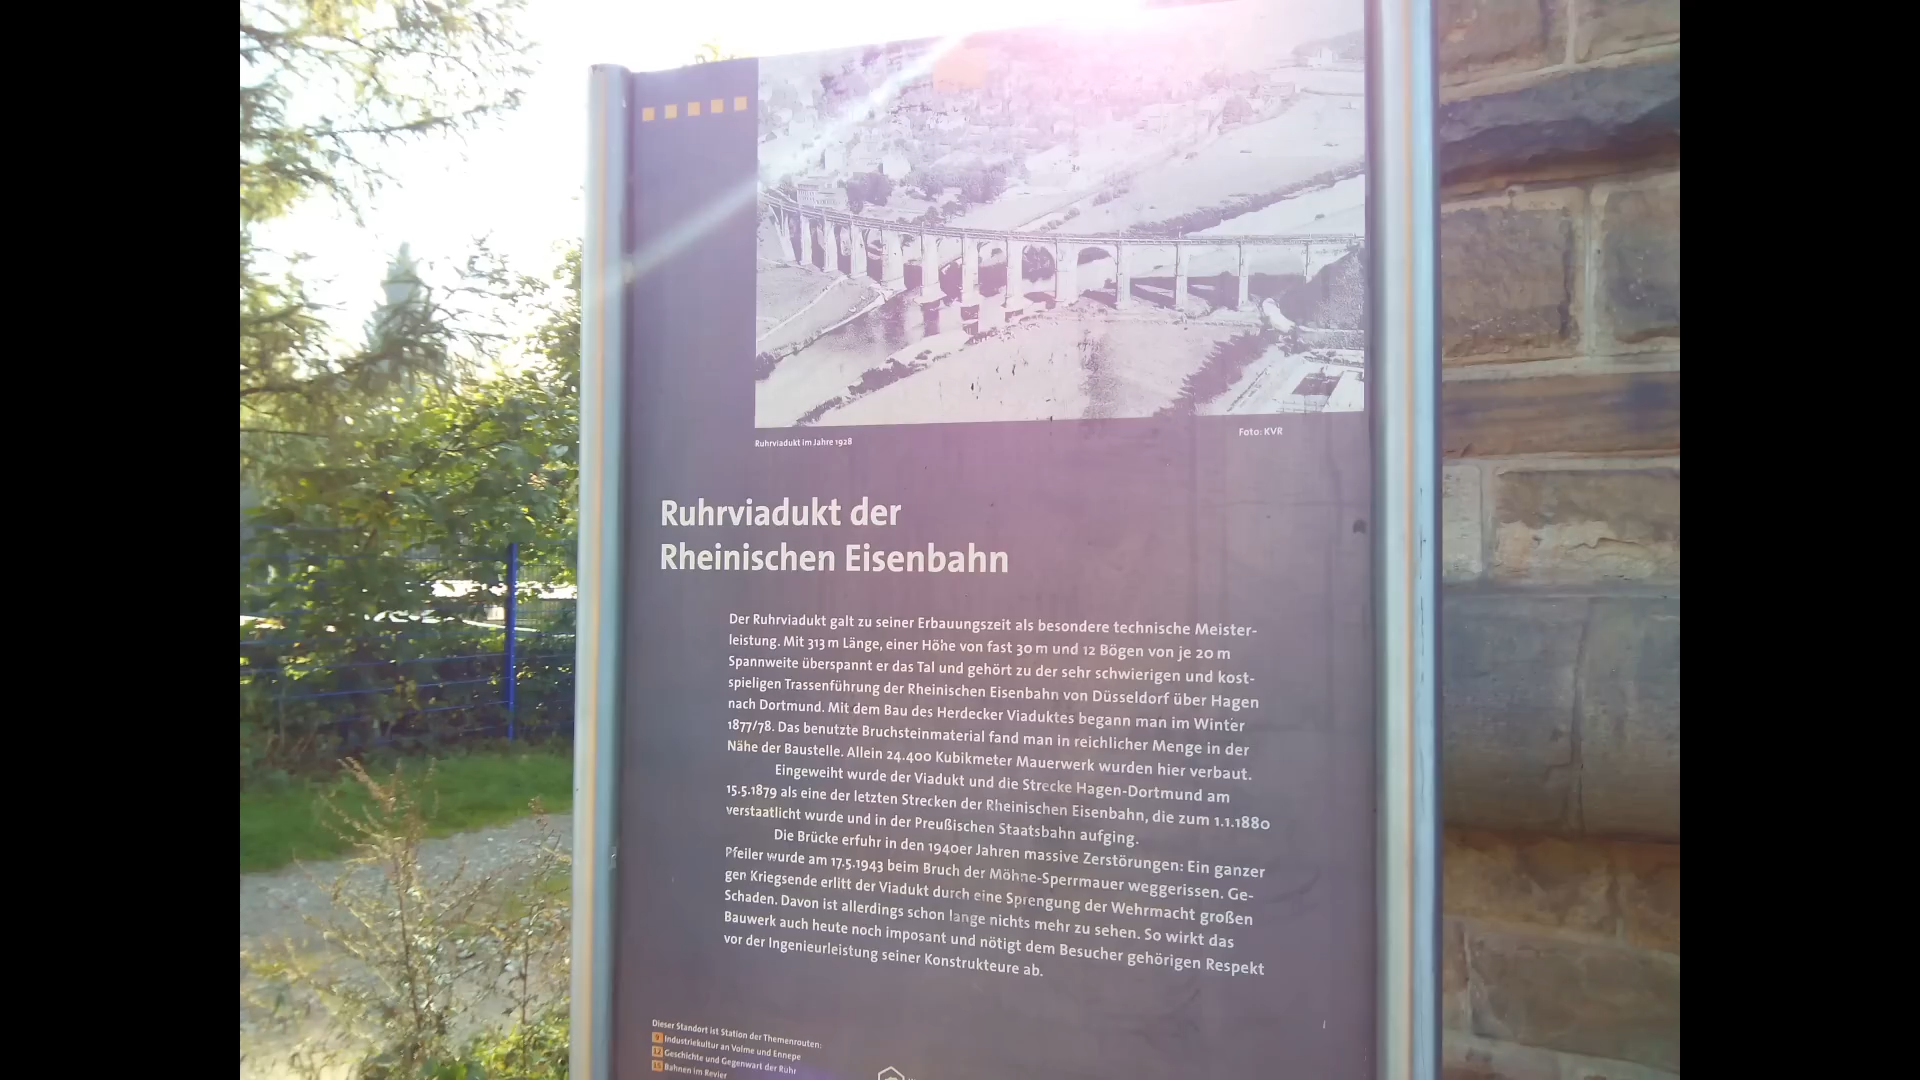 Ruhrviadukt im Jahre 1928
Foto: KVR
Ruhrviadukt der
Rheinischen Eisenbahn
Der Ruhrviadukt galt zu seiner Erbauungszeit als besondere technische Meister-
leistung. Mit 313 m Länge, einer Höhe von fast 30 m und 12 Bögen von je 20 m
Spannweite überspannt er das Tal und gehört zu der sehr schwierigen und kost-
spieligen Trassenführung der Rheinischen Eisenbahn von Düsseldorf über Hagen
nach Dortmund. Mit dem Bau des Herdecker Viaduktes begann man im Winter
1877/78. Das benutzte Bruchsteinmaterial fand man in reichlicher Menge in der
Nähe der Baustelle. Allein 24.400 Kubikmeter Mauerwerk wurden hier verbaut.
Eingeweiht wurde der Viadukt und die Strecke Hagen-Dortmund am
15.5.1879 als eine der letzten Strecken der Rheinischen Eisenbahn, die zum 1.1.1880
verstaatlicht wurde und in der Preußischen Staatsbahn aufging.
Die Brücke erfuhr in den 1940er Jahren massive Zerstörungen: Ein ganzer
Pfeiler wurde am 17.5.1943 beim Bruch der Möhne-Sperrmauer weggerissen. Ge-
gen Kriegsende erlitt der Viadukt durch eine Sprengung der Wehrmacht großen
Schaden. Davon ist allerdings schon lange nichts mehr zu sehen. So wirkt das
Bauwerk auch heute noch imposant und nötigt dem Besucher gehörigen Respekt
vor der Ingenieurleistung seiner Konstrukteure ab.
Dieser Standort ist Station der Themenrouten:
9 Industriekultur an Volme und Ennepe
12 Geschichte und Gegenwart der Ruhr
15 Bahnen im Revier